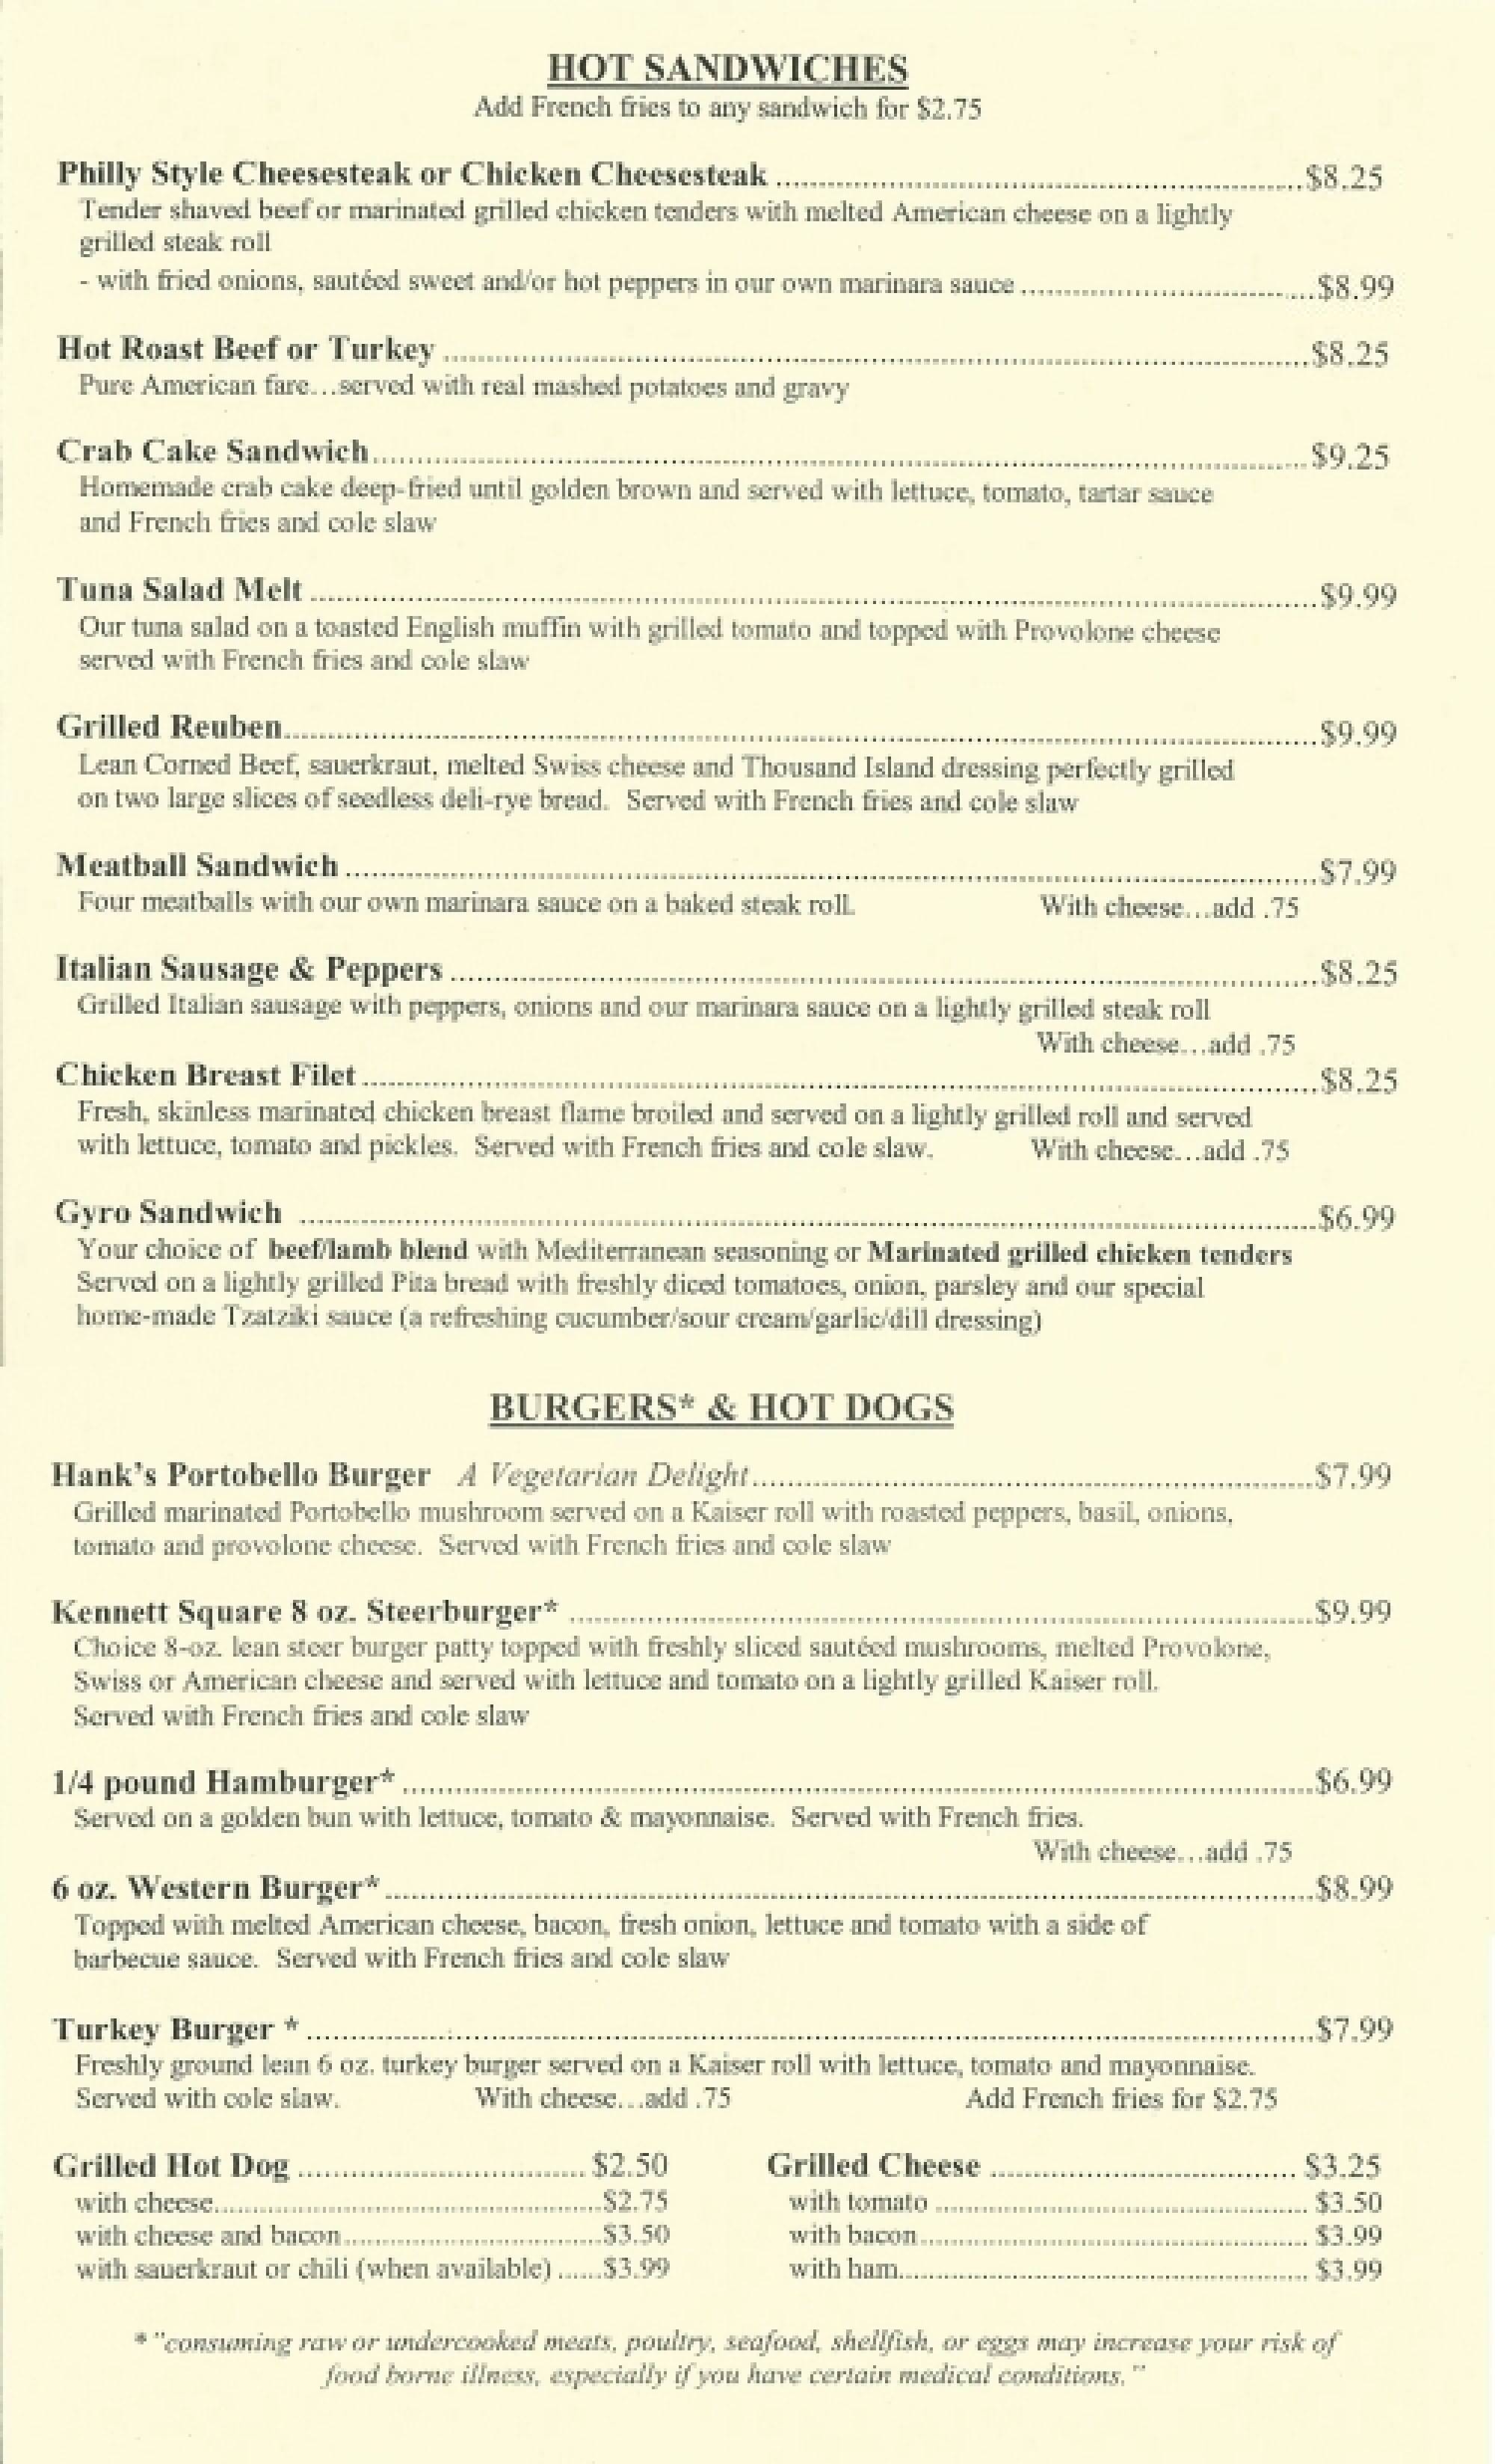 HOT SANDWICHES
Add French fries to any sandwich for $2.75
Philly Style Cheesesteak or Chicken Cheesesteak ........ $8.25
Tender shaved beef or marinated grilled chicken tenders with melted American cheese on a lightly
grilled steak roll
- with fried onions, sautéed sweet and/or hot peppers in our own marinara sauce ........ $8.99
Hot Roast Beef or Turkey ........ $8.25
Pure American fare…served with real mashed potatoes and gravy
Crab Cake Sandwich ........ $9.25
Homemade crab cake deep-fried until golden brown and served with lettuce, tomato, tartar sauce
and French fries and cole slaw
Tuna Salad Melt ........ $9.99
Our tuna salad on a toasted English muffin with grilled tomato and topped with Provolone cheese
served with French fries and cole slaw
Grilled Reuben ........ $9.99
Lean Corned Beef, sauerkraut, melted Swiss cheese and Thousand Island dressing perfectly grilled
on two large slices of seedless deli-rye bread. Served with French fries and cole slaw
Meatball Sandwich ........ $7.99
Four meatballs with our own marinara sauce on a baked steak roll. With cheese…add .75
Italian Sausage & Peppers ........ $8.25
Grilled Italian sausage with peppers, onions and our marinara sauce on a lightly grilled steak roll
With cheese…add .75
Chicken Breast Filet ........ $8.25
Fresh, skinless marinated chicken breast flame broiled and served on a lightly grilled roll and served
with lettuce, tomato and pickles. Served with French fries and cole slaw. With cheese…add .75
Gyro Sandwich ........ $6.99
Your choice of beef/lamb blend with Mediterranean seasoning or Marinated grilled chicken tenders
Served on a lightly grilled Pita bread with freshly diced tomatoes, onion, parsley and our special
home-made Tzatziki sauce (a refreshing cucumber/sour cream/garlic/dill dressing)
BURGERS* & HOT DOGS
Hank's Portobello Burger A Vegetarian Delight ........ $7.99
Grilled marinated Portobello mushroom served on a Kaiser roll with roasted peppers, basil, onions,
tomato and provolone cheese. Served with French fries and cole slaw
Kennett Square 8 oz. Steerburger* ........ $9.99
Choice 8-oz. lean steer burger patty topped with freshly sliced sautéed mushrooms, melted Provolone,
Swiss or American cheese and served with lettuce and tomato on a lightly grilled Kaiser roll.
Served with French fries and cole slaw
1/4 pound Hamburger* ........ $6.99
Served on a golden bun with lettuce, tomato & mayonnaise. Served with French fries.
With cheese…add .75
6 oz. Western Burger* ........ $8.99
Topped with melted American cheese, bacon, fresh onion, lettuce and tomato with a side of
barbecue sauce. Served with French fries and cole slaw
Turkey Burger * ........ $7.99
Freshly ground lean 6 oz. turkey burger served on a Kaiser roll with lettuce, tomato and mayonnaise.
Served with cole slaw. With cheese…add .75 Add French fries for $2.75
Grilled Hot Dog ........ $2.50
with cheese ........ $2.75
with cheese and bacon ........ $3.50
with sauerkraut or chili (when available) ...... $3.99
Grilled Cheese ........ $3.25
with tomato ........ $3.50
with bacon ........ $3.99
with ham ........ $3.99
* "consuming raw or undercooked meats, poultry, seafood, shellfish, or eggs may increase your risk of
food borne illness, especially if you have certain medical conditions."